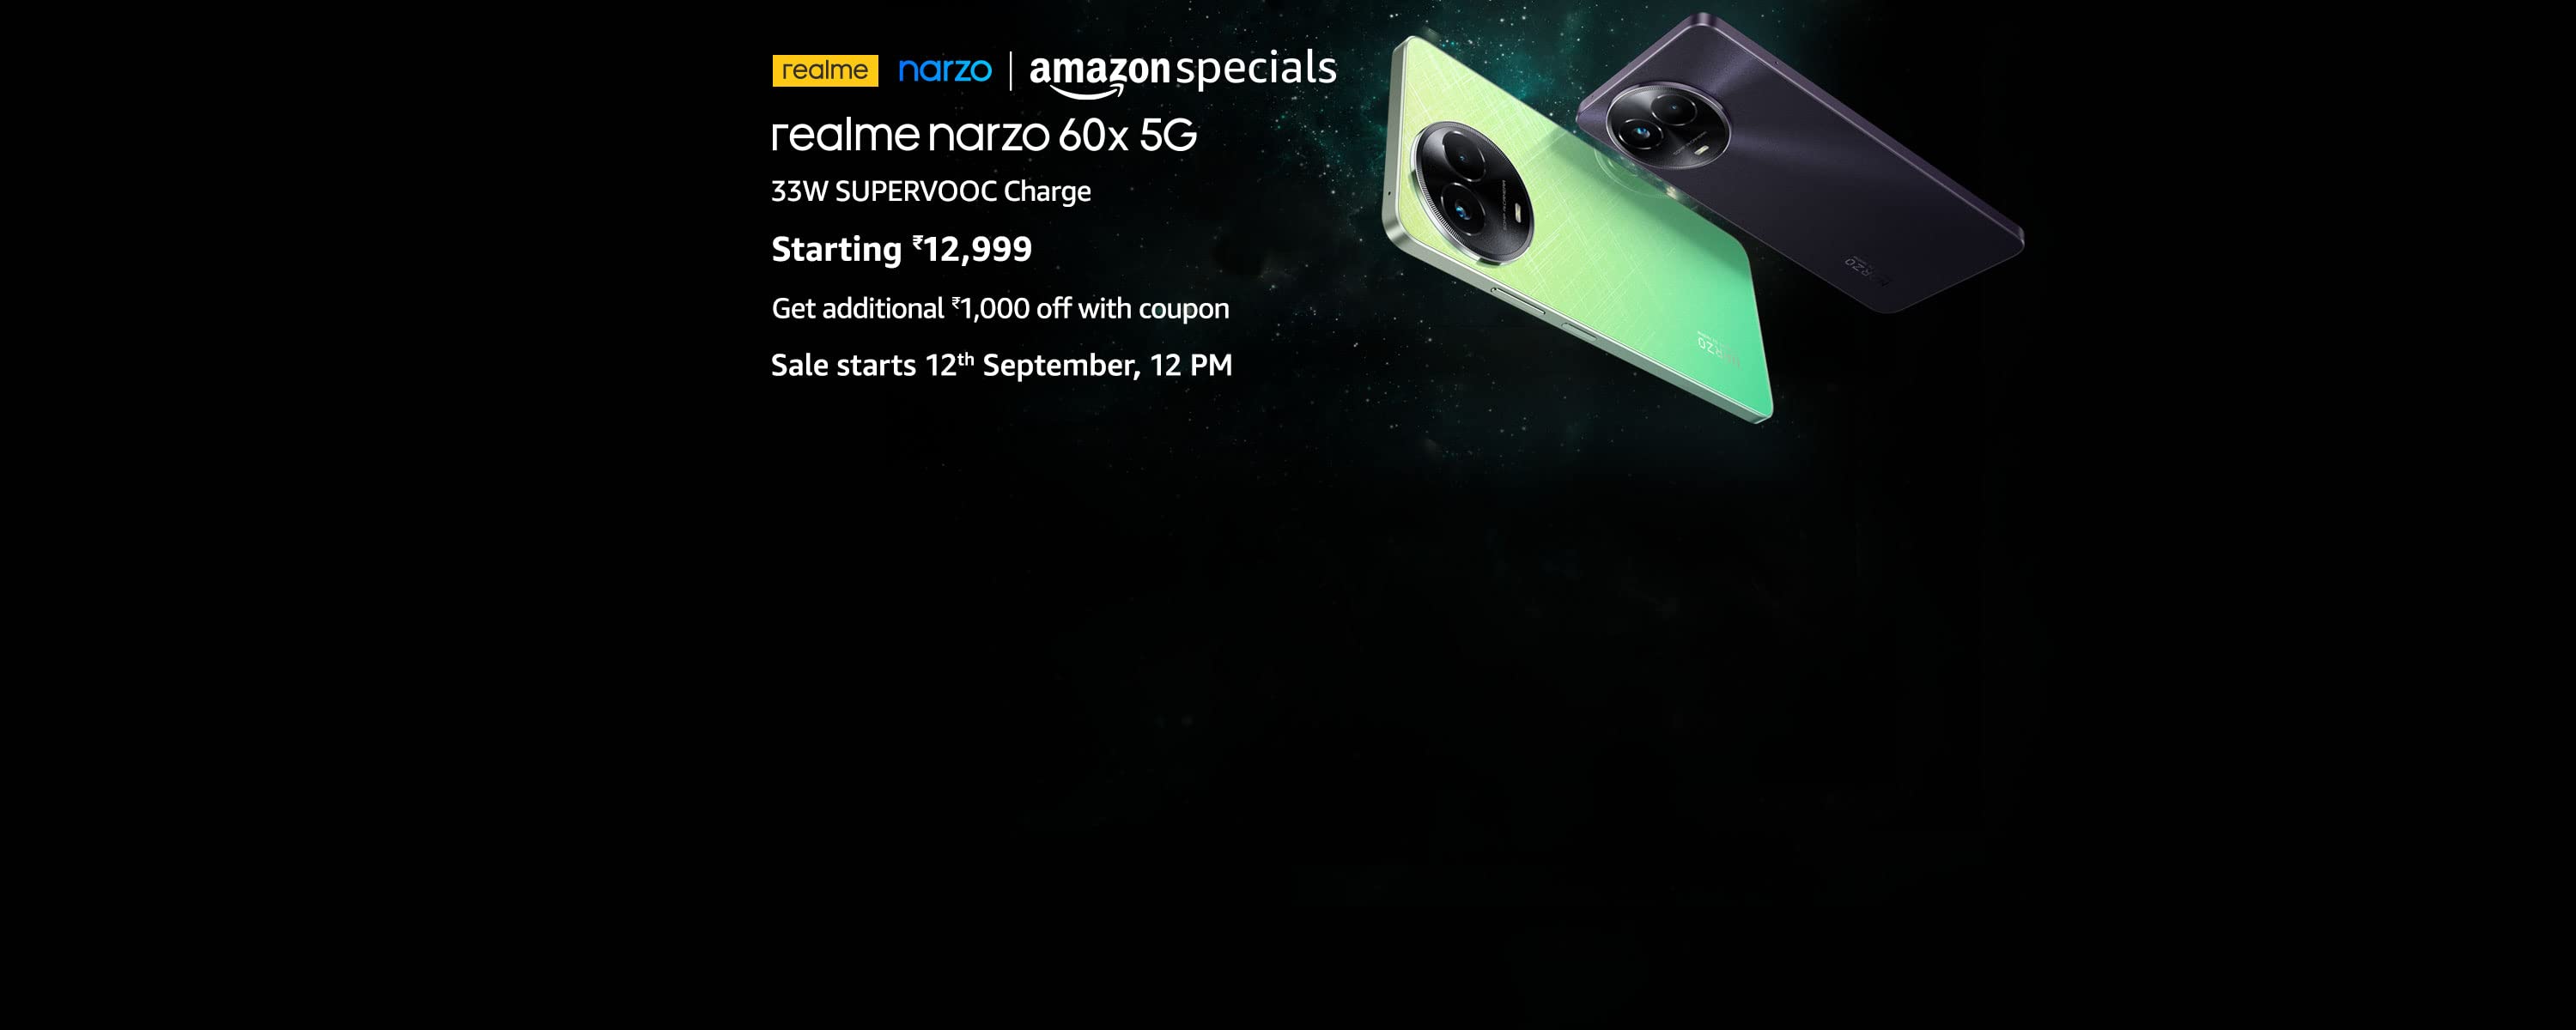 realme narzo | amazon specials
realme narzo 60x 5G
33W SUPERVOOC Charge
Starting ₹12,999
Get additional ₹1,000 off with coupon
Sale starts 12th September, 12 PM